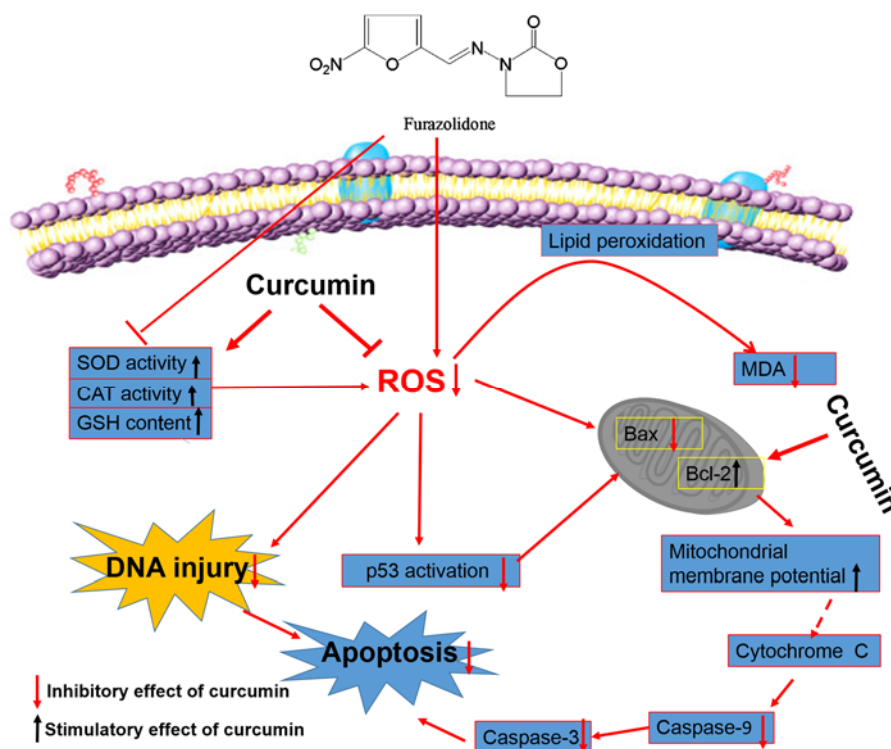 O
O₂N
O
N
N
O
Furazolidone
Lipid peroxidation
Curcumin
SOD activity
CAT activity
GSH content
ROS
MDA
Curcumin
Bax
Bcl-2
DNA injury
p53 activation
Mitochondrial
membrane potential
Apoptosis
Cytochrome C
Inhibitory effect of curcumin
Stimulatory effect of curcumin
Caspase-3
Caspase-9